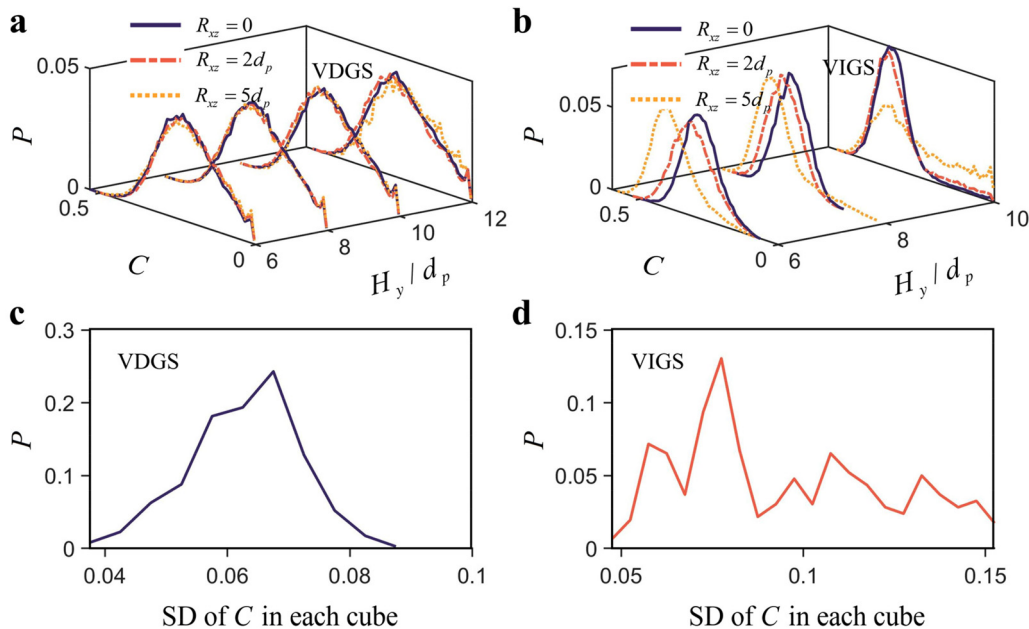 a
R_xz = 0
R_xz = 2d_p
R_xz = 5d_p
VDGS
0.05
P
0
0.5
C
0
6
8
10
12
H_y | d_p
b
R_xz = 0
R_xz = 2d_p
R_xz = 5d_p
VIGS
0.05
P
0
0.5
C
0
6
8
10
H_y | d_p
c
VDGS
0.3
0.2
0.1
0
P
0.04
0.06
0.08
0.1
SD of C in each cube
d
VIGS
0.15
0.1
0.05
0
P
0.05
0.1
0.15
SD of C in each cube